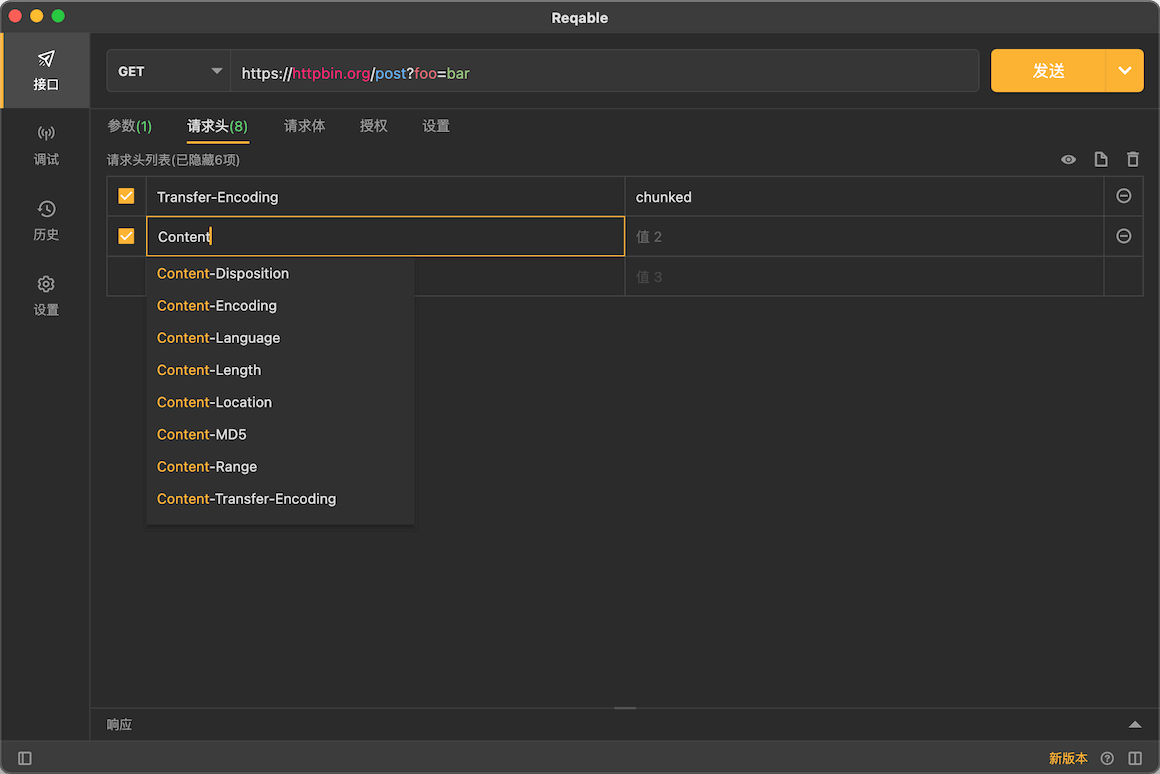 Reqable
接口
调试
历史
设置
GET
https://httpbin.org/post?foo=bar
发送
参数(1)
请求头(8)
请求体
授权
设置
请求头列表(已隐藏6项)
Transfer-Encoding
chunked
Content
值 2
值 3
Content-Disposition
Content-Encoding
Content-Language
Content-Length
Content-Location
Content-MD5
Content-Range
Content-Transfer-Encoding
响应
新版本